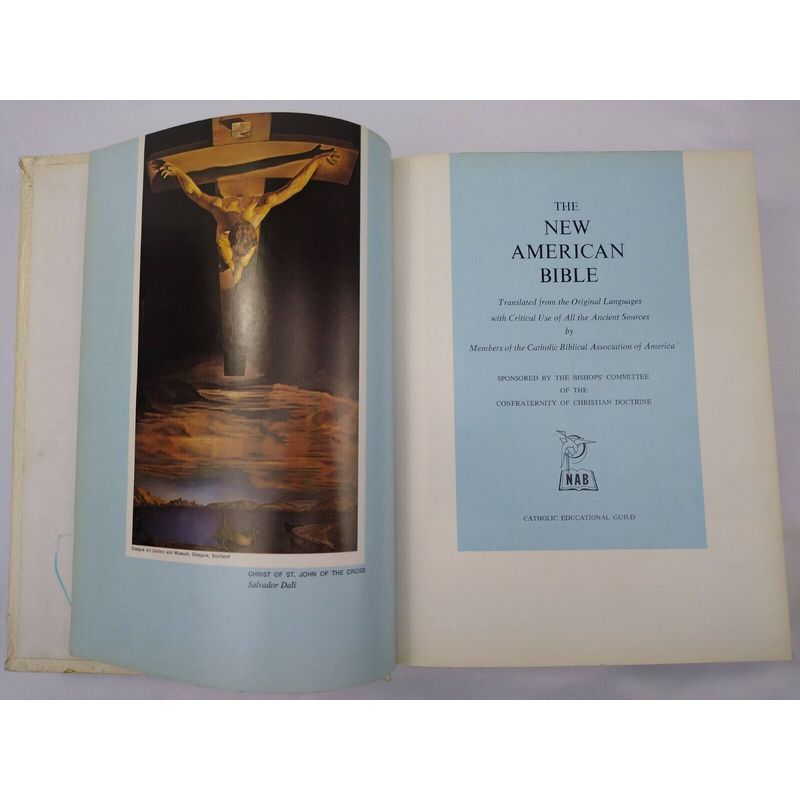 Glasgow Art Gallery and Museum, Glasgow, Scotland
CHRIST OF ST. JOHN OF THE CROSS
Salvador Dali
THE
NEW
AMERICAN
BIBLE
Translated from the Original Languages
with Critical Use of All the Ancient Sources
by
Members of the Catholic Biblical Association of America
SPONSORED BY THE BISHOPS' COMMITTEE
OF THE
CONFRATERNITY OF CHRISTIAN DOCTRINE
NAB
CATHOLIC EDUCATIONAL GUILD